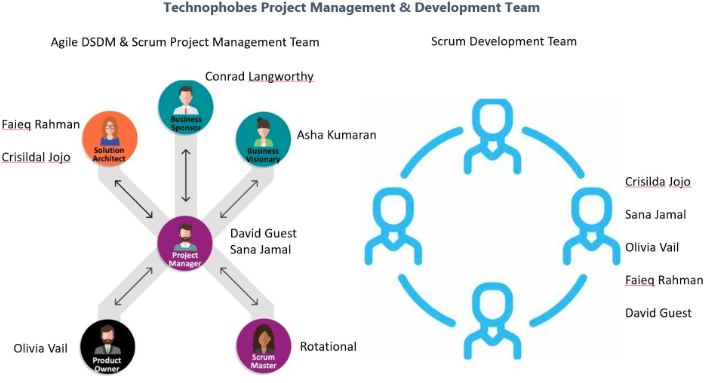 Technophobes Project Management & Development Team
Agile DSDM & Scrum Project Management Team
Scrum Development Team
Conrad Langworthy
Business
Sponsor
Faieq Rahman
Crisildal Jojo
Solution
Architect
Business
Visionary
Asha Kumaran
David Guest
Sana Jamal
Project
Manager
Olivia Vail
Product
Owner
Scrum
Master
Rotational
Crisilda Jojo
Sana Jamal
Olivia Vail
Faieq Rahman
David Guest